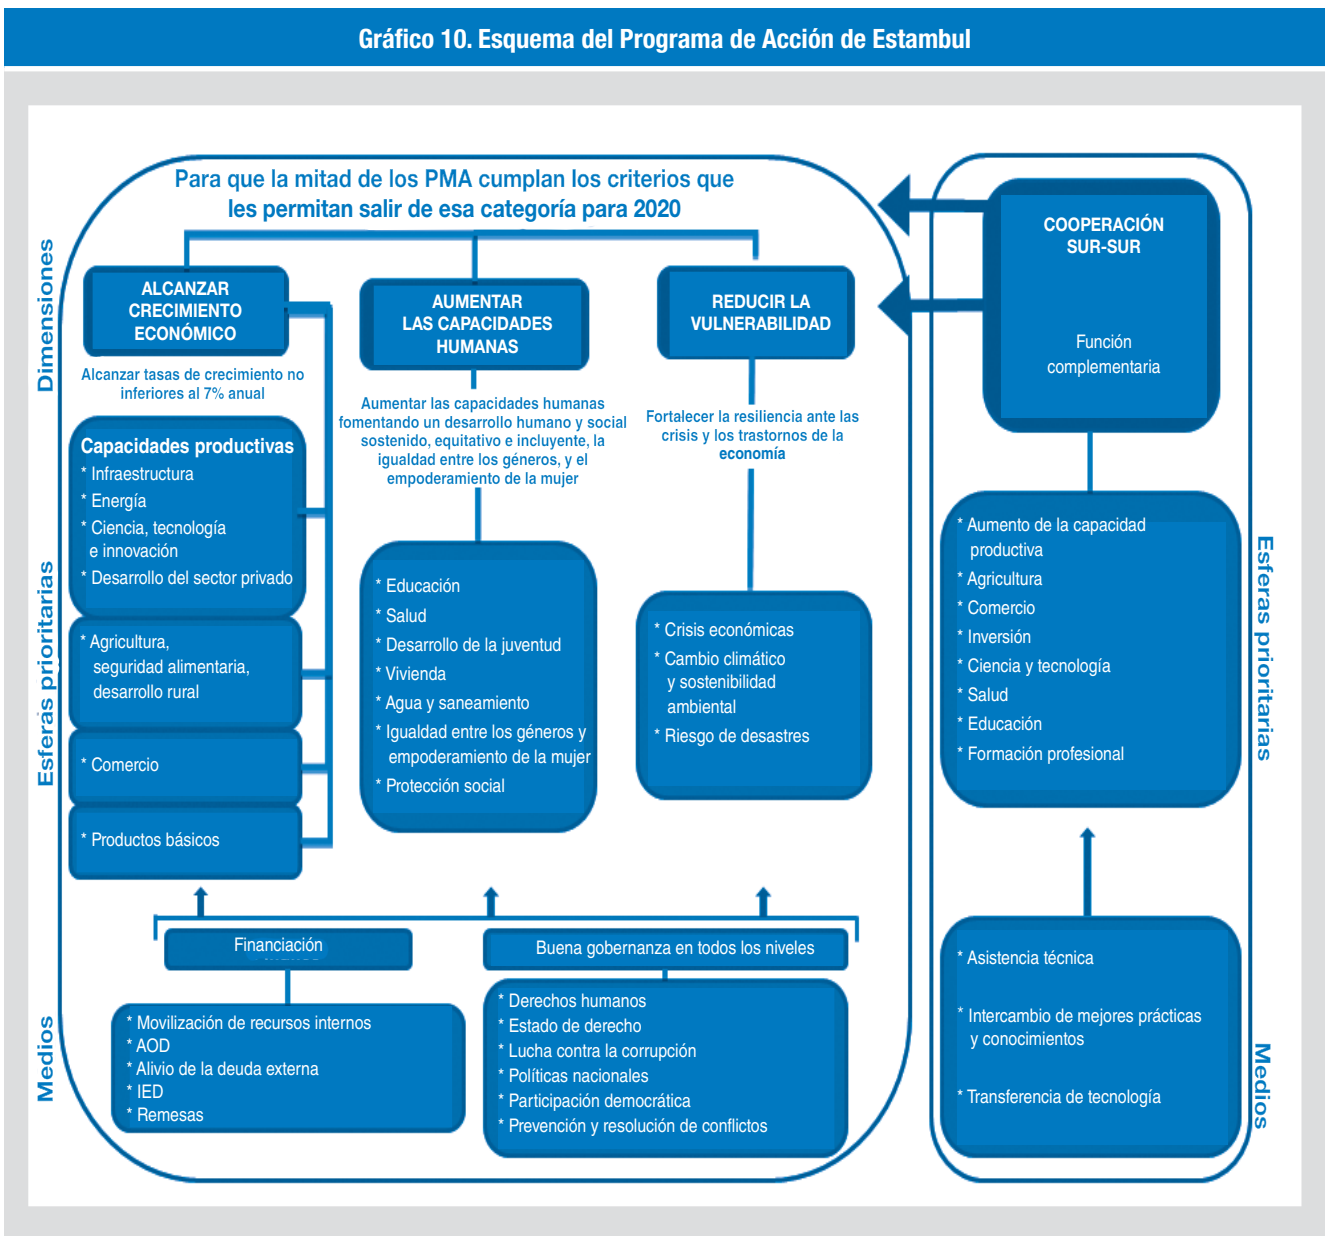 Gráfico 10. Esquema del Programa de Acción de Estambul
Para que la mitad de los PMA cumplan los criterios que
les permitan salir de esa categoría para 2020
Dimensiones
ALCANZAR
CRECIMIENTO
ECONÓMICO
Alcanzar tasas de crecimiento no
inferiores al 7% anual
AUMENTAR
LAS CAPACIDADES
HUMANAS
Aumentar las capacidades humanas
fomentando un desarrollo humano y social
sostenido, equitativo e incluyente, la
igualdad entre los géneros, y el
empoderamiento de la mujer
REDUCIR LA
VULNERABILIDAD
Fortalecer la resiliencia ante las
crisis y los trastornos de la
economía
Esferas prioritarias
Capacidades productivas
* Infraestructura
* Energía
* Ciencia, tecnología
e innovación
* Desarrollo del sector privado
* Agricultura,
seguridad alimentaria,
desarrollo rural
* Comercio
* Productos básicos
* Educación
* Salud
* Desarrollo de la juventud
* Vivienda
* Agua y saneamiento
* Igualdad entre los géneros y
empoderamiento de la mujer
* Protección social
* Crisis económicas
* Cambio climático
y sostenibilidad
ambiental
* Riesgo de desastres
Medios
Financiación
* Movilización de recursos internos
* AOD
* Alivio de la deuda externa
* IED
* Remesas
Buena gobernanza en todos los niveles
* Derechos humanos
* Estado de derecho
* Lucha contra la corrupción
* Políticas nacionales
* Participación democrática
* Prevención y resolución de conflictos
COOPERACIÓN
SUR-SUR
Función
complementaria
Esferas prioritarias
* Aumento de la capacidad
productiva
* Agricultura
* Comercio
* Inversión
* Ciencia y tecnología
* Salud
* Educación
* Formación profesional
Medios
* Asistencia técnica
* Intercambio de mejores prácticas
y conocimientos
* Transferencia de tecnología